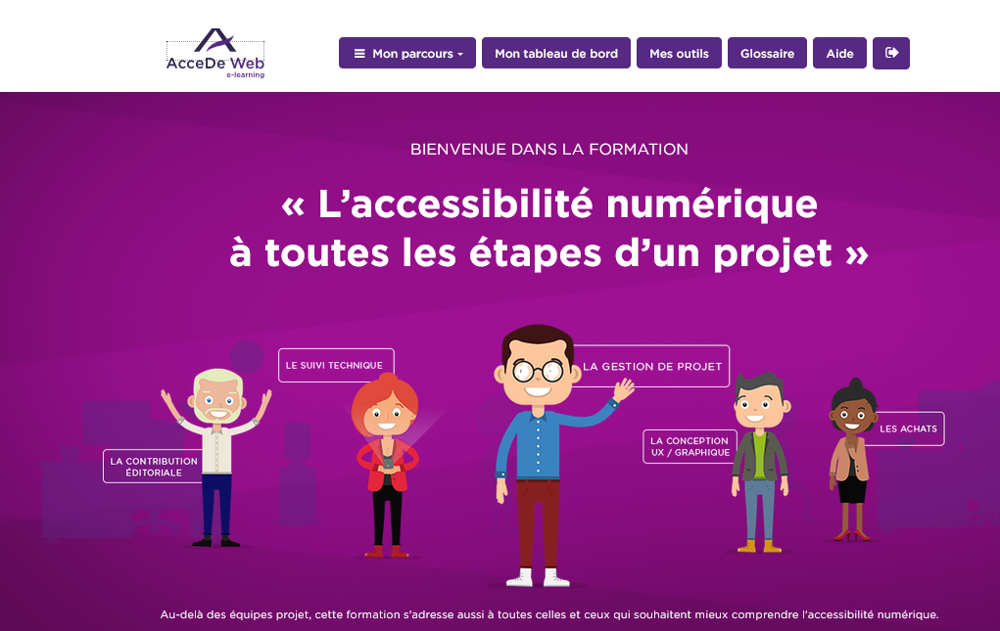 AcceDe Web
e-learning
Mon parcours
Mon tableau de bord
Mes outils
Glossaire
Aide
BIENVENUE DANS LA FORMATION
« L’accessibilité numérique
à toutes les étapes d’un projet »
LE SUIVI TECHNIQUE
LA GESTION DE PROJET
LA CONTRIBUTION
ÉDITORIALE
LA CONCEPTION
UX / GRAPHIQUE
LES ACHATS
Au-delà des équipes projet, cette formation s'adresse aussi à toutes celles et ceux qui souhaitent mieux comprendre l'accessibilité numérique.